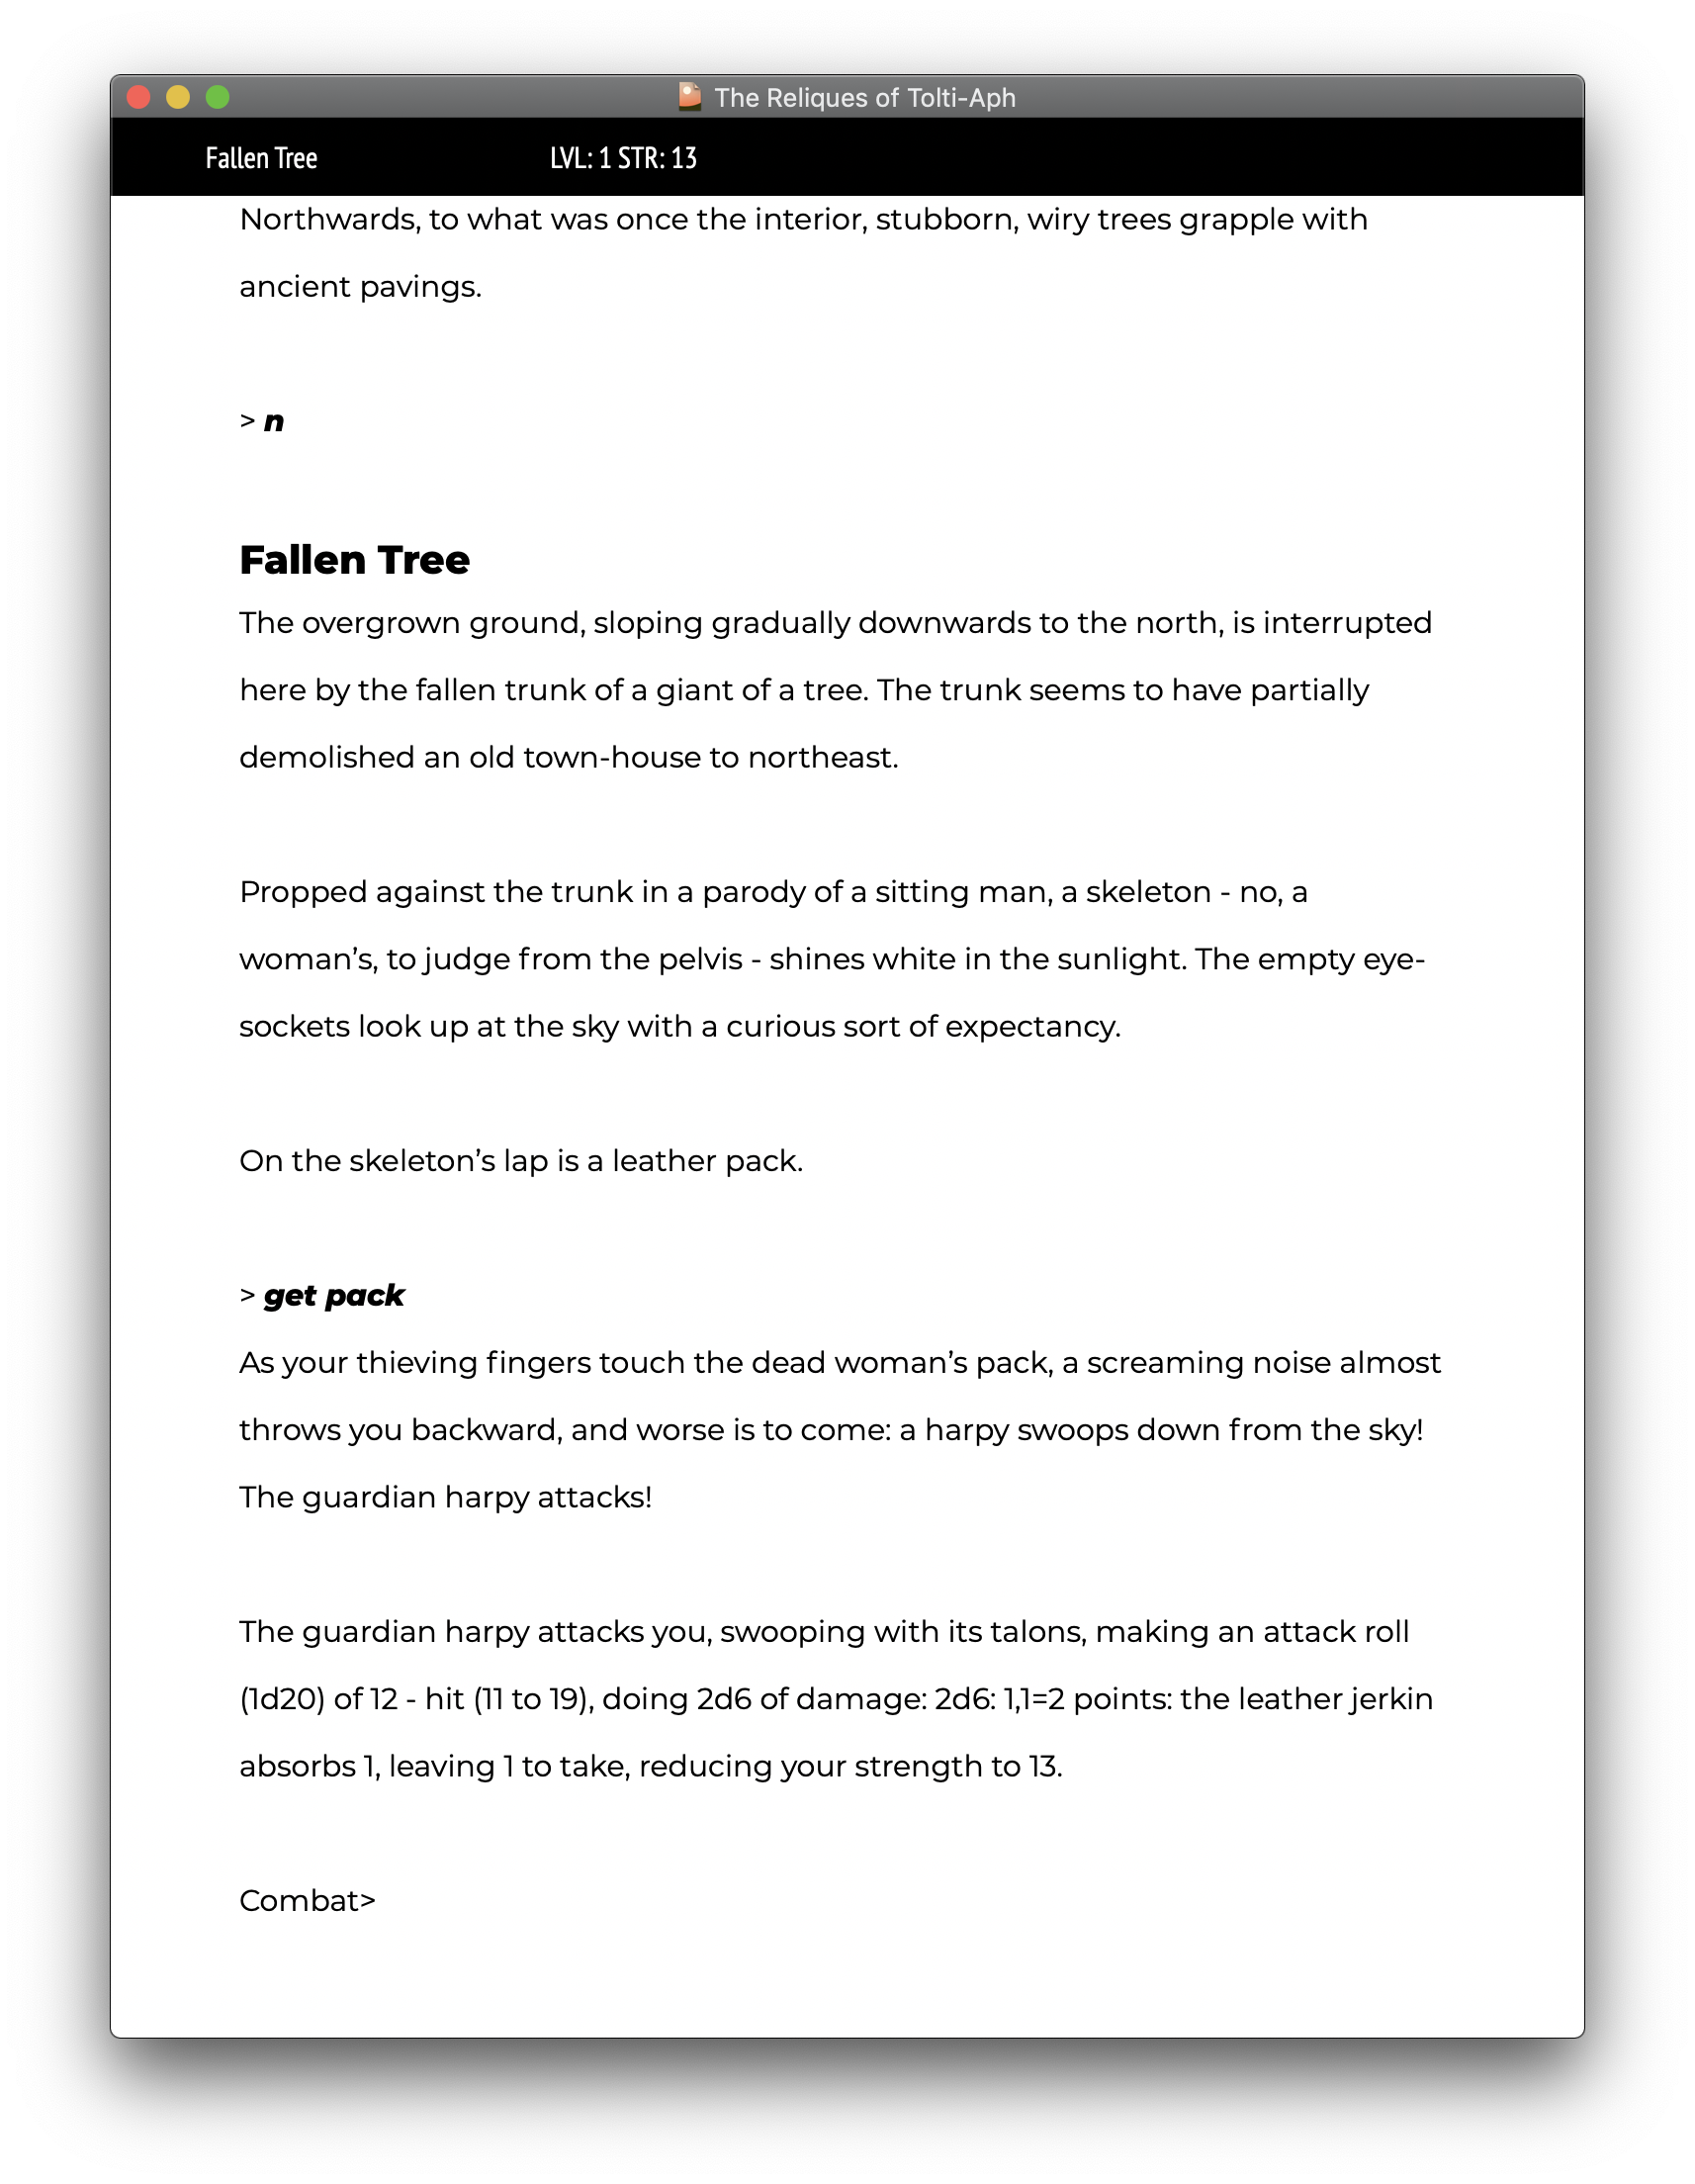 The Reliques of Tolti-Aph
Fallen Tree LVL: 1 STR: 13
Northwards, to what was once the interior, stubborn, wiry trees grapple with
ancient pavings.
> n
Fallen Tree
The overgrown ground, sloping gradually downwards to the north, is interrupted
here by the fallen trunk of a giant of a tree. The trunk seems to have partially
demolished an old town-house to northeast.
Propped against the trunk in a parody of a sitting man, a skeleton - no, a
woman’s, to judge from the pelvis - shines white in the sunlight. The empty eye-
sockets look up at the sky with a curious sort of expectancy.
On the skeleton’s lap is a leather pack.
> get pack
As your thieving fingers touch the dead woman’s pack, a screaming noise almost
throws you backward, and worse is to come: a harpy swoops down from the sky!
The guardian harpy attacks!
The guardian harpy attacks you, swooping with its talons, making an attack roll
(1d20) of 12 - hit (11 to 19), doing 2d6 of damage: 2d6: 1,1=2 points: the leather jerkin
absorbs 1, leaving 1 to take, reducing your strength to 13.
Combat>